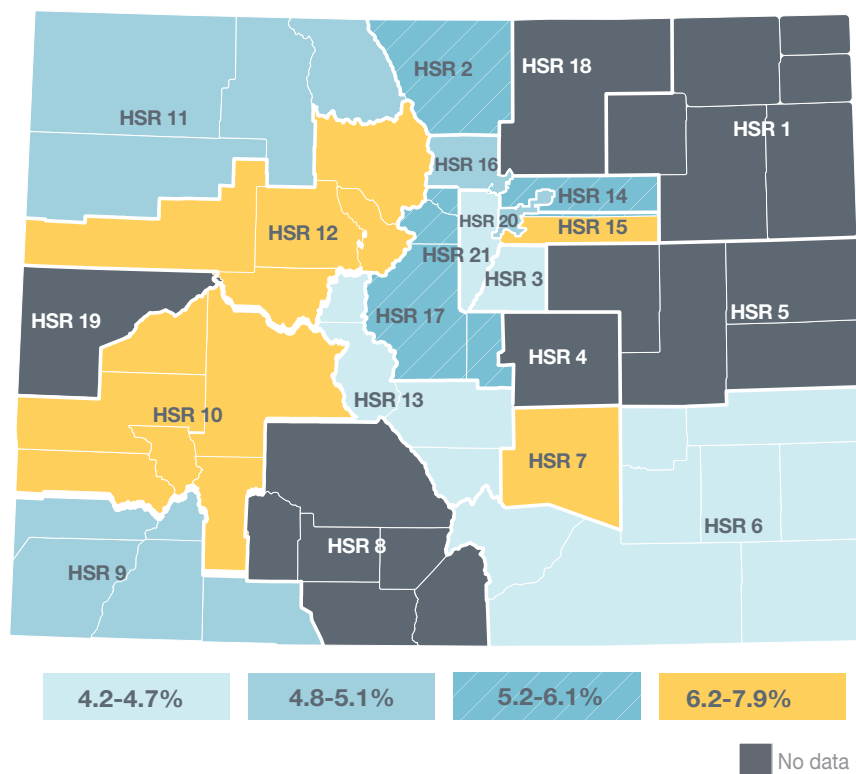 HSR 2
HSR 18
HSR 11
HSR 1
HSR 16
HSR 14
HSR 20
HSR 15
HSR 12
HSR 21
HSR 3
HSR 19
HSR 17
HSR 5
HSR 4
HSR 13
HSR 10
HSR 7
HSR 6
HSR 8
HSR 9
4.2-4.7%
4.8-5.1%
5.2-6.1%
6.2-7.9%
No data